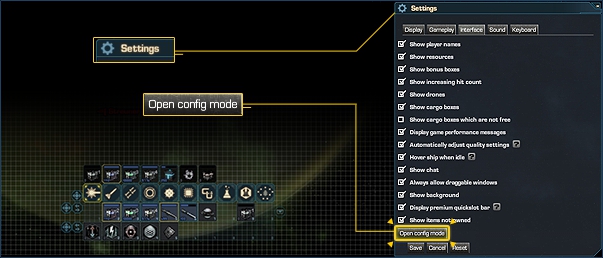 Settings
Open config mode
Settings
Display Gameplay Interface Sound Keyboard
Show player names
Show resources
Show bonus boxes
Show increasing hit count
Show drones
Show cargo boxes
Show cargo boxes which are not free
Display game performance messages
Automatically adjust quality settings ?
Hover ship when idle ?
Show chat
Always allow draggable windows
Show background
Display premium quickslot bar ?
Show items not owned
Open config mode
Save Cancel Reset